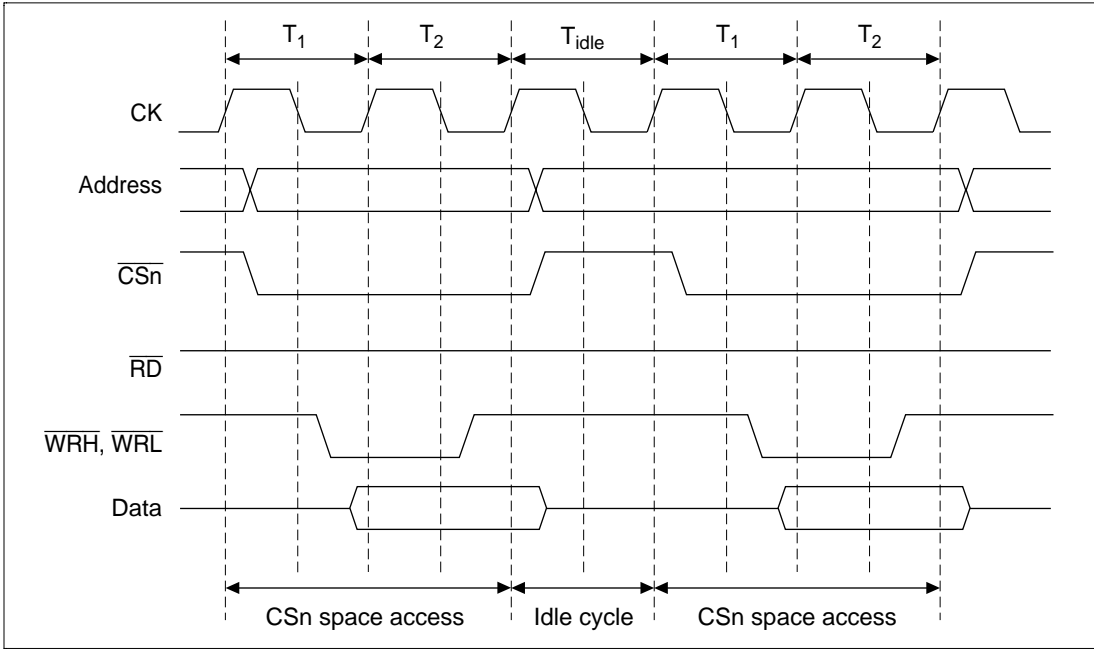 T1 T2 Tidle T1 T2
CK
Address
CSn
RD
WRH, WRL
Data
CSn space access Idle cycle CSn space access